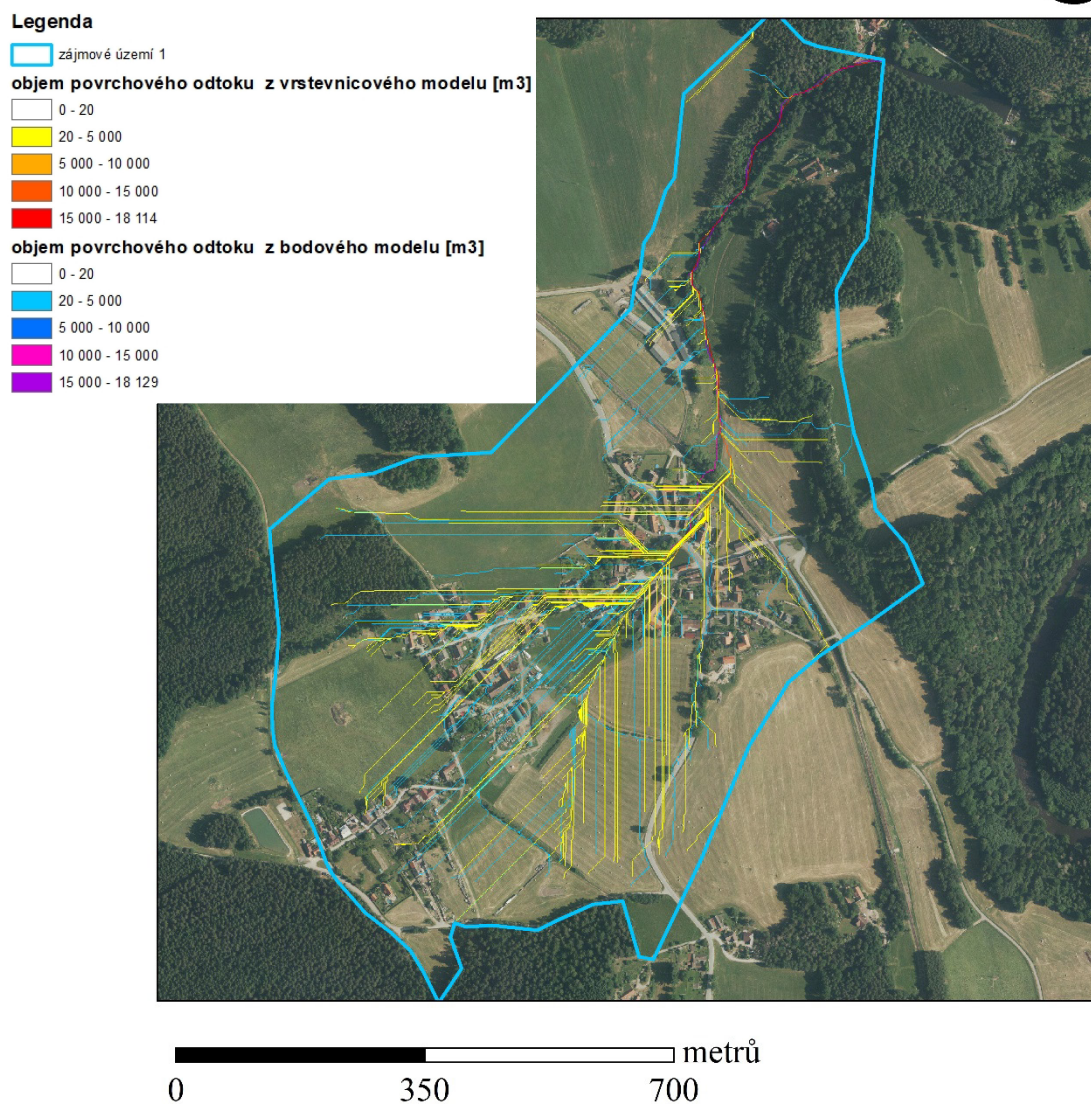 Legenda
zájmové území 1
objem povrchového odtoku z vrstevnicového modelu [m3]
0 - 20
20 - 5 000
5 000 - 10 000
10 000 - 15 000
15 000 - 18 114
objem povrchového odtoku z bodového modelu [m3]
0 - 20
20 - 5 000
5 000 - 10 000
10 000 - 15 000
15 000 - 18 129
metrů
0 350 700